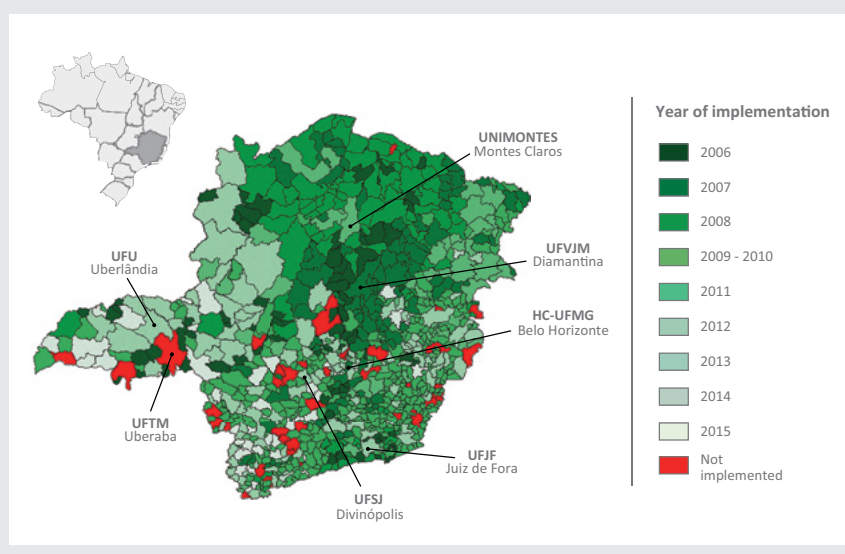 UNIMONTES
Montes Claros
UFU
Uberlândia
UFVJM
Diamantina
HC-UFMG
Belo Horizonte
UFTM
Uberaba
UFJF
Juiz de Fora
UFSJ
Divinópolis
Year of implementation
2006
2007
2008
2009 - 2010
2011
2012
2013
2014
2015
Not
implemented